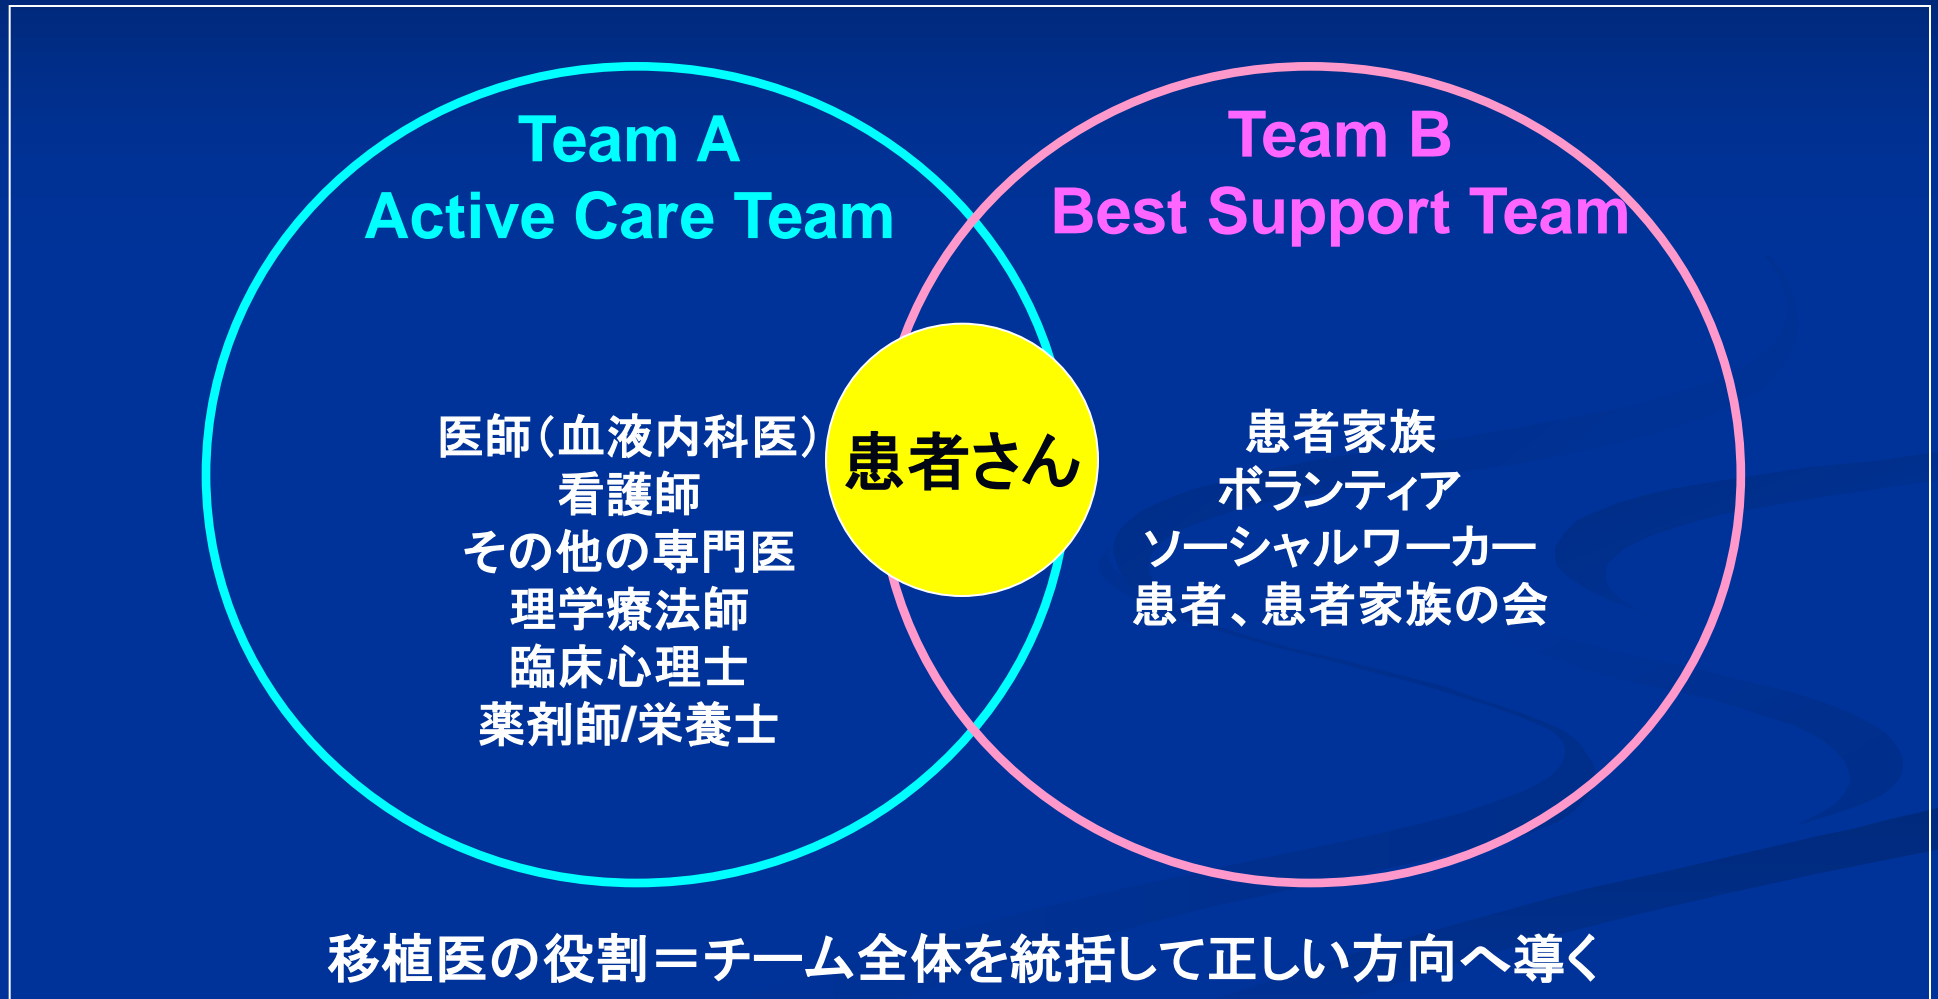 Team A
Active Care Team
医師（血液内科医）
看護師
その他の専門医
理学療法師
臨床心理士
薬剤師/栄養士
患者さん
Team B
Best Support Team
患者家族
ボランティア
ソーシャルワーカー
患者、患者家族の会
移植医の役割＝チーム全体を統括して正しい方向へ導く